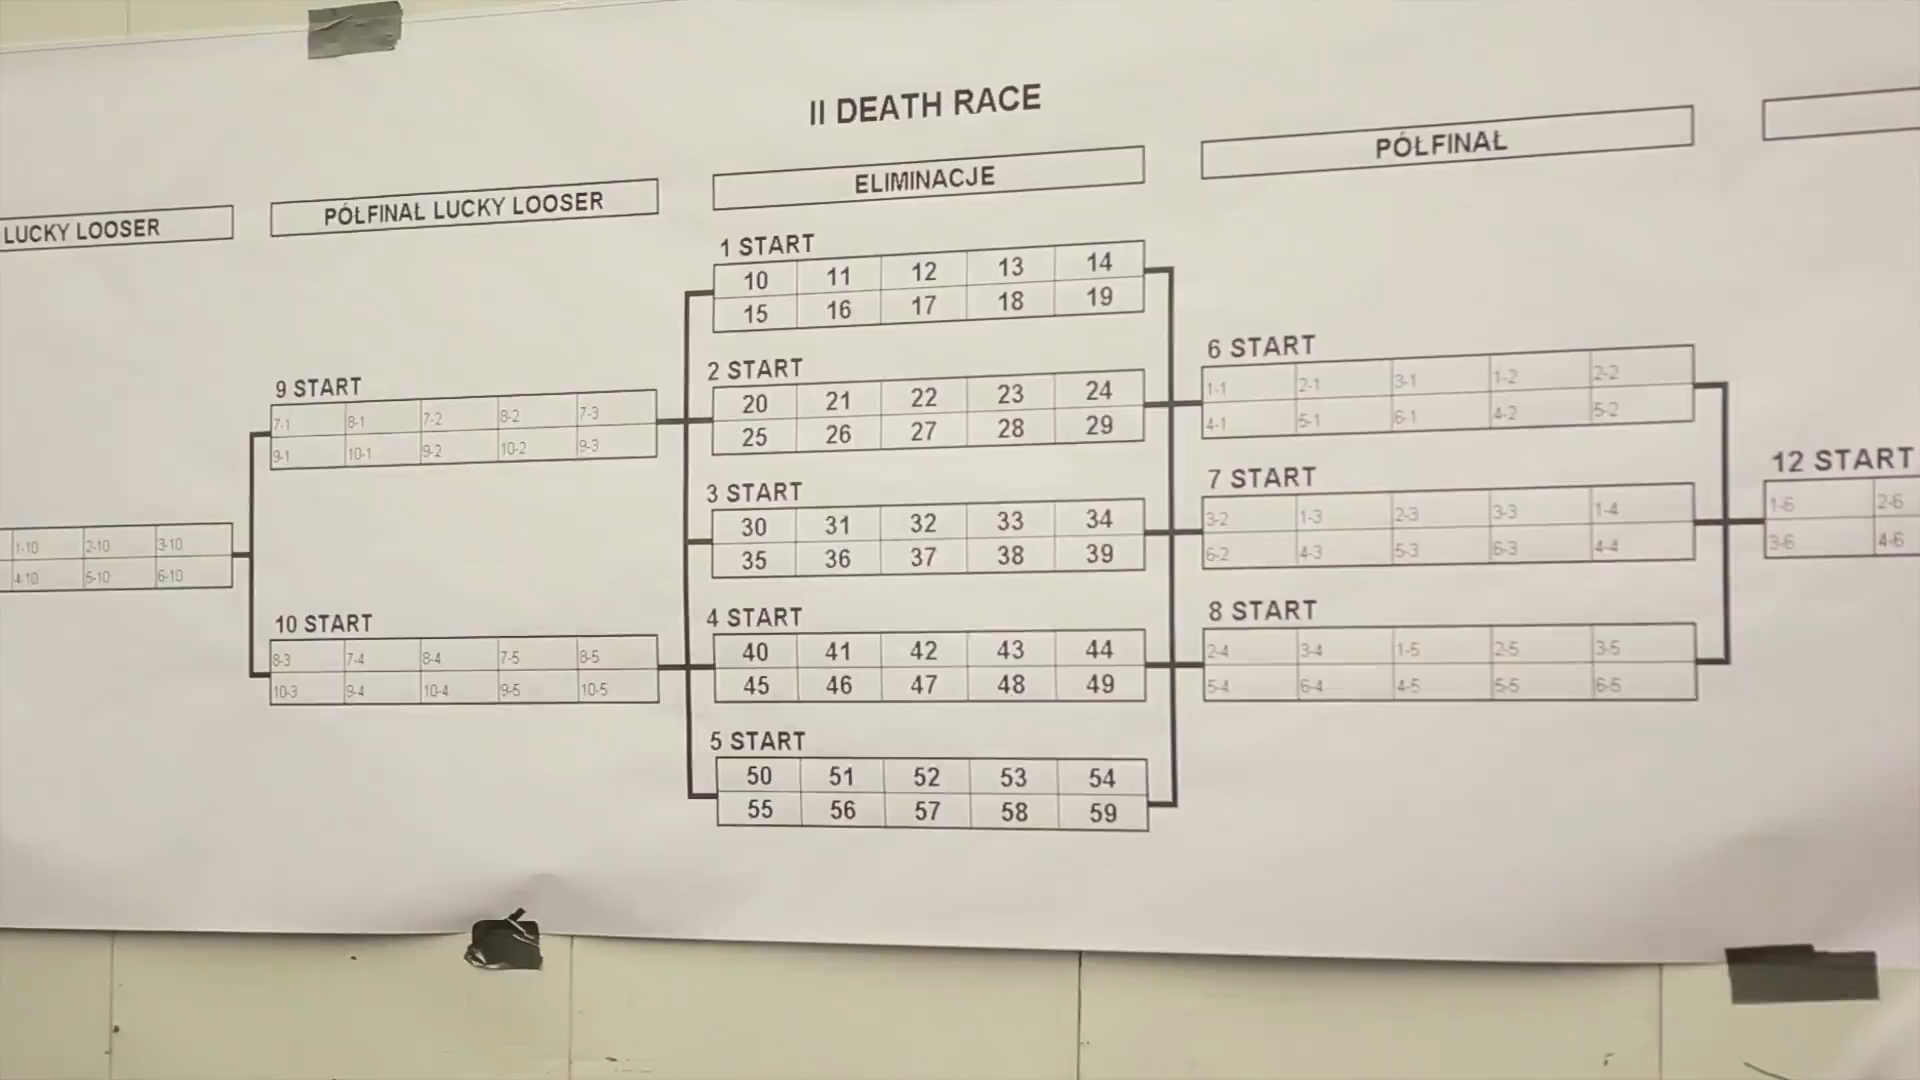 II DEATH RACE
LUCKY LOOSER
PÓŁFINAŁ LUCKY LOOSER
ELIMINACJE
PÓŁFINAŁ
1 START
10 11 12 13 14
15 16 17 18 19
2 START
20 21 22 23 24
25 26 27 28 29
3 START
30 31 32 33 34
35 36 37 38 39
4 START
40 41 42 43 44
45 46 47 48 49
5 START
50 51 52 53 54
55 56 57 58 59
9 START
7-1 8-1 7-2 8-2 7-3
9-1 10-1 9-2 10-2 9-3
10 START
8-3 7-4 8-4 7-5 8-5
10-3 9-4 10-4 9-5 10-5
1-10 2-10 3-10
4-10 5-10 6-10
6 START
1-1 2-1 3-1 1-2 2-2
4-1 5-1 6-1 4-2 5-2
7 START
3-2 1-3 2-3 3-3 1-4
6-2 4-3 5-3 6-3 4-4
8 START
2-4 3-4 1-5 2-5 3-5
5-4 6-4 4-5 5-5 6-5
12 START
1-6 2-6
3-6 4-6